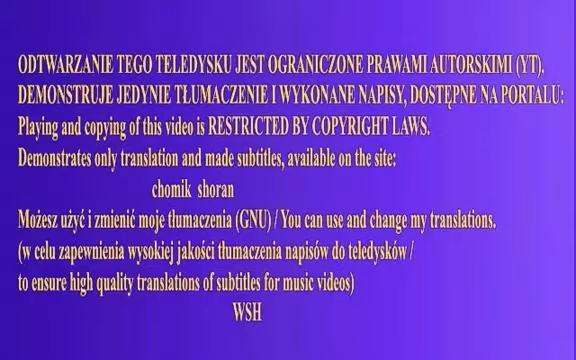 ODTWARZANIE TEGO TELEDYSKU JEST OGRANICZONE PRAWAMI AUTORSKIMI (YT).
DEMONSTRUJE JEDYNIE TŁUMACZENIE I WYKONANE NAPISY, DOSTĘPNE NA PORTALU:
Playing and copying of this video is RESTRICTED BY COPYRIGHT LAWS.
Demonstrates only translation and made subtitles, available on the site:
chomik shoran
Możesz użyć i zmienić moje tłumaczenia (GNU) / You can use and change my translations.
(w celu zapewnienia wysokiej jakości tłumaczenia napisów do teledysków /
to ensure high quality translations of subtitles for music videos)
WSH